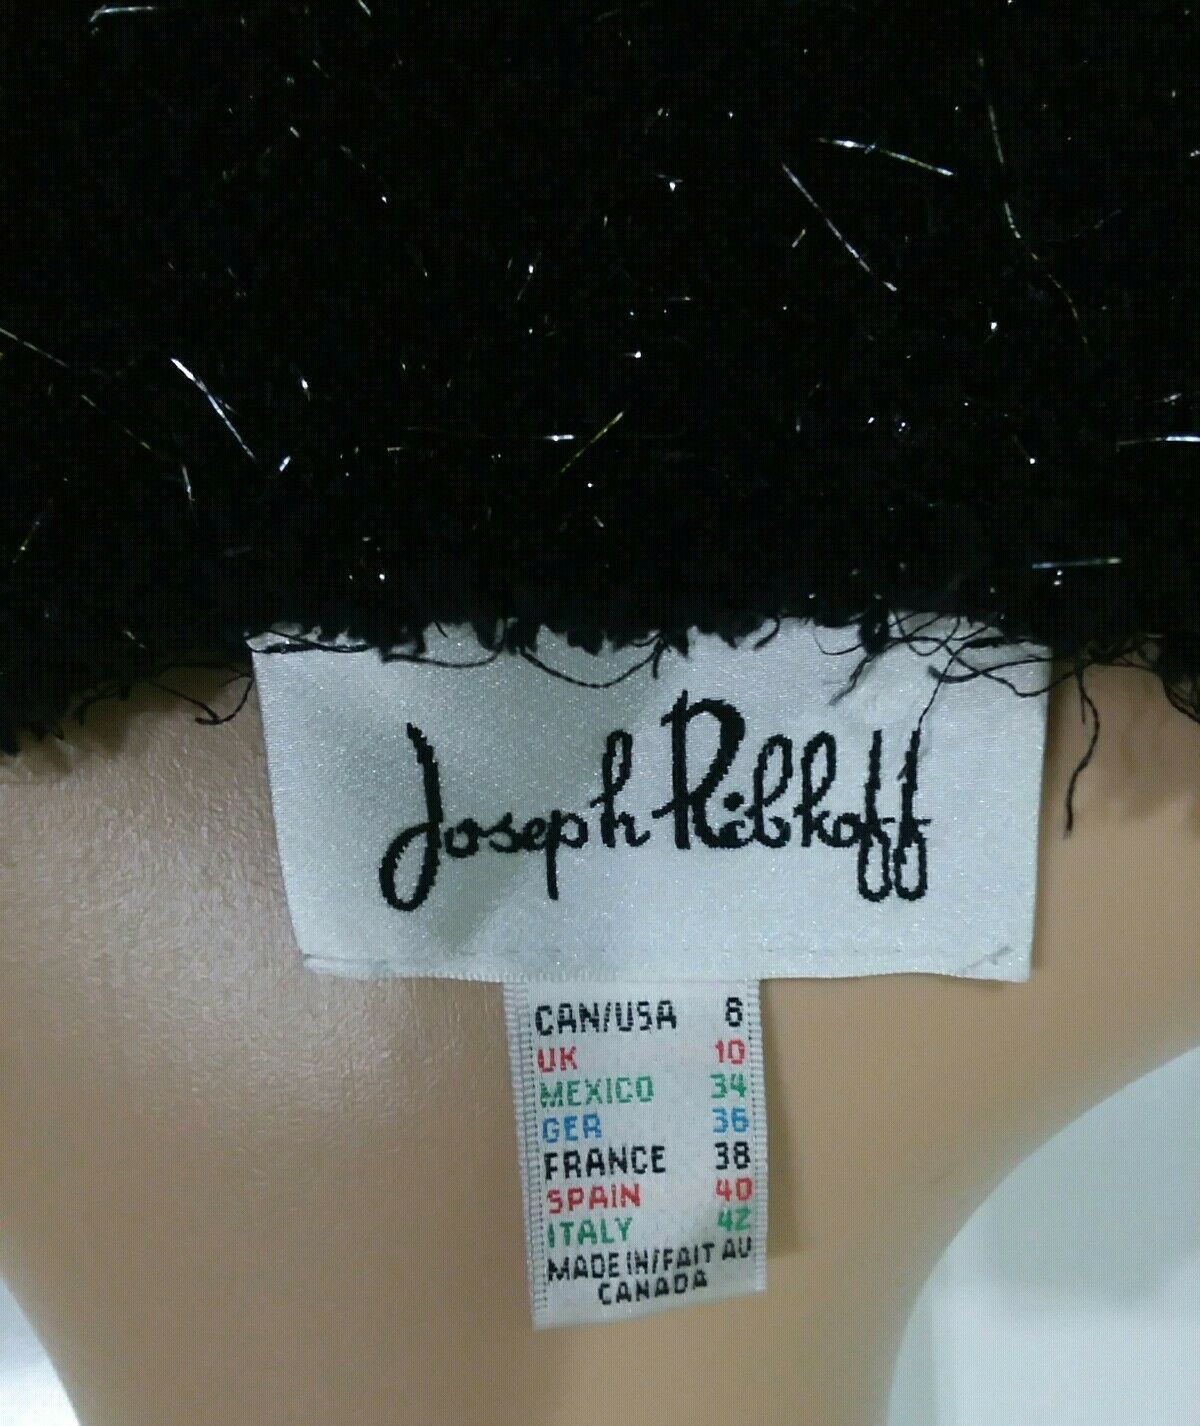 Joseph Ribkoff
CAN/USA 8
UK 10
MEXICO 34
GER 36
FRANCE 38
SPAIN 40
ITALY 42
MADE IN/FAIT AU
CANADA